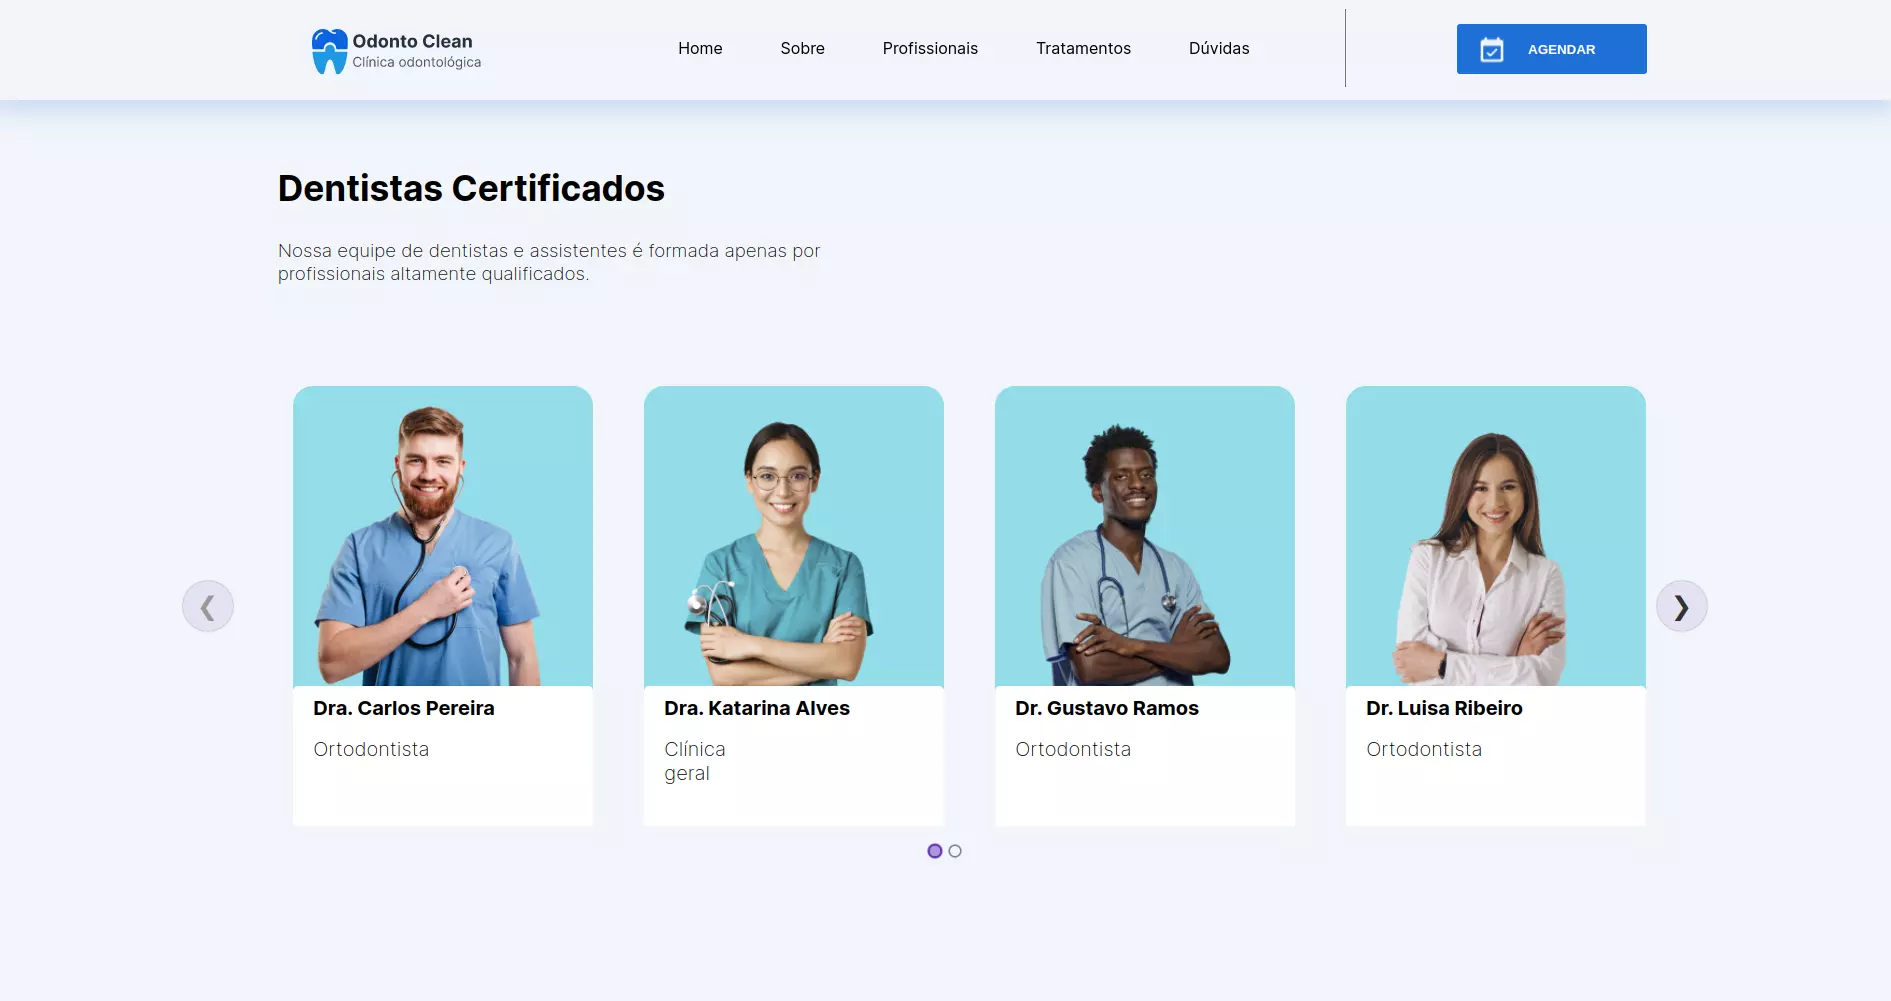 Odonto Clean
Clínica odontológica
Home
Sobre
Profissionais
Tratamentos
Dúvidas
AGENDAR
Dentistas Certificados
Nossa equipe de dentistas e assistentes é formada apenas por
profissionais altamente qualificados.
Dra. Carlos Pereira
Ortodontista
Dra. Katarina Alves
Clínica
geral
Dr. Gustavo Ramos
Ortodontista
Dr. Luisa Ribeiro
Ortodontista